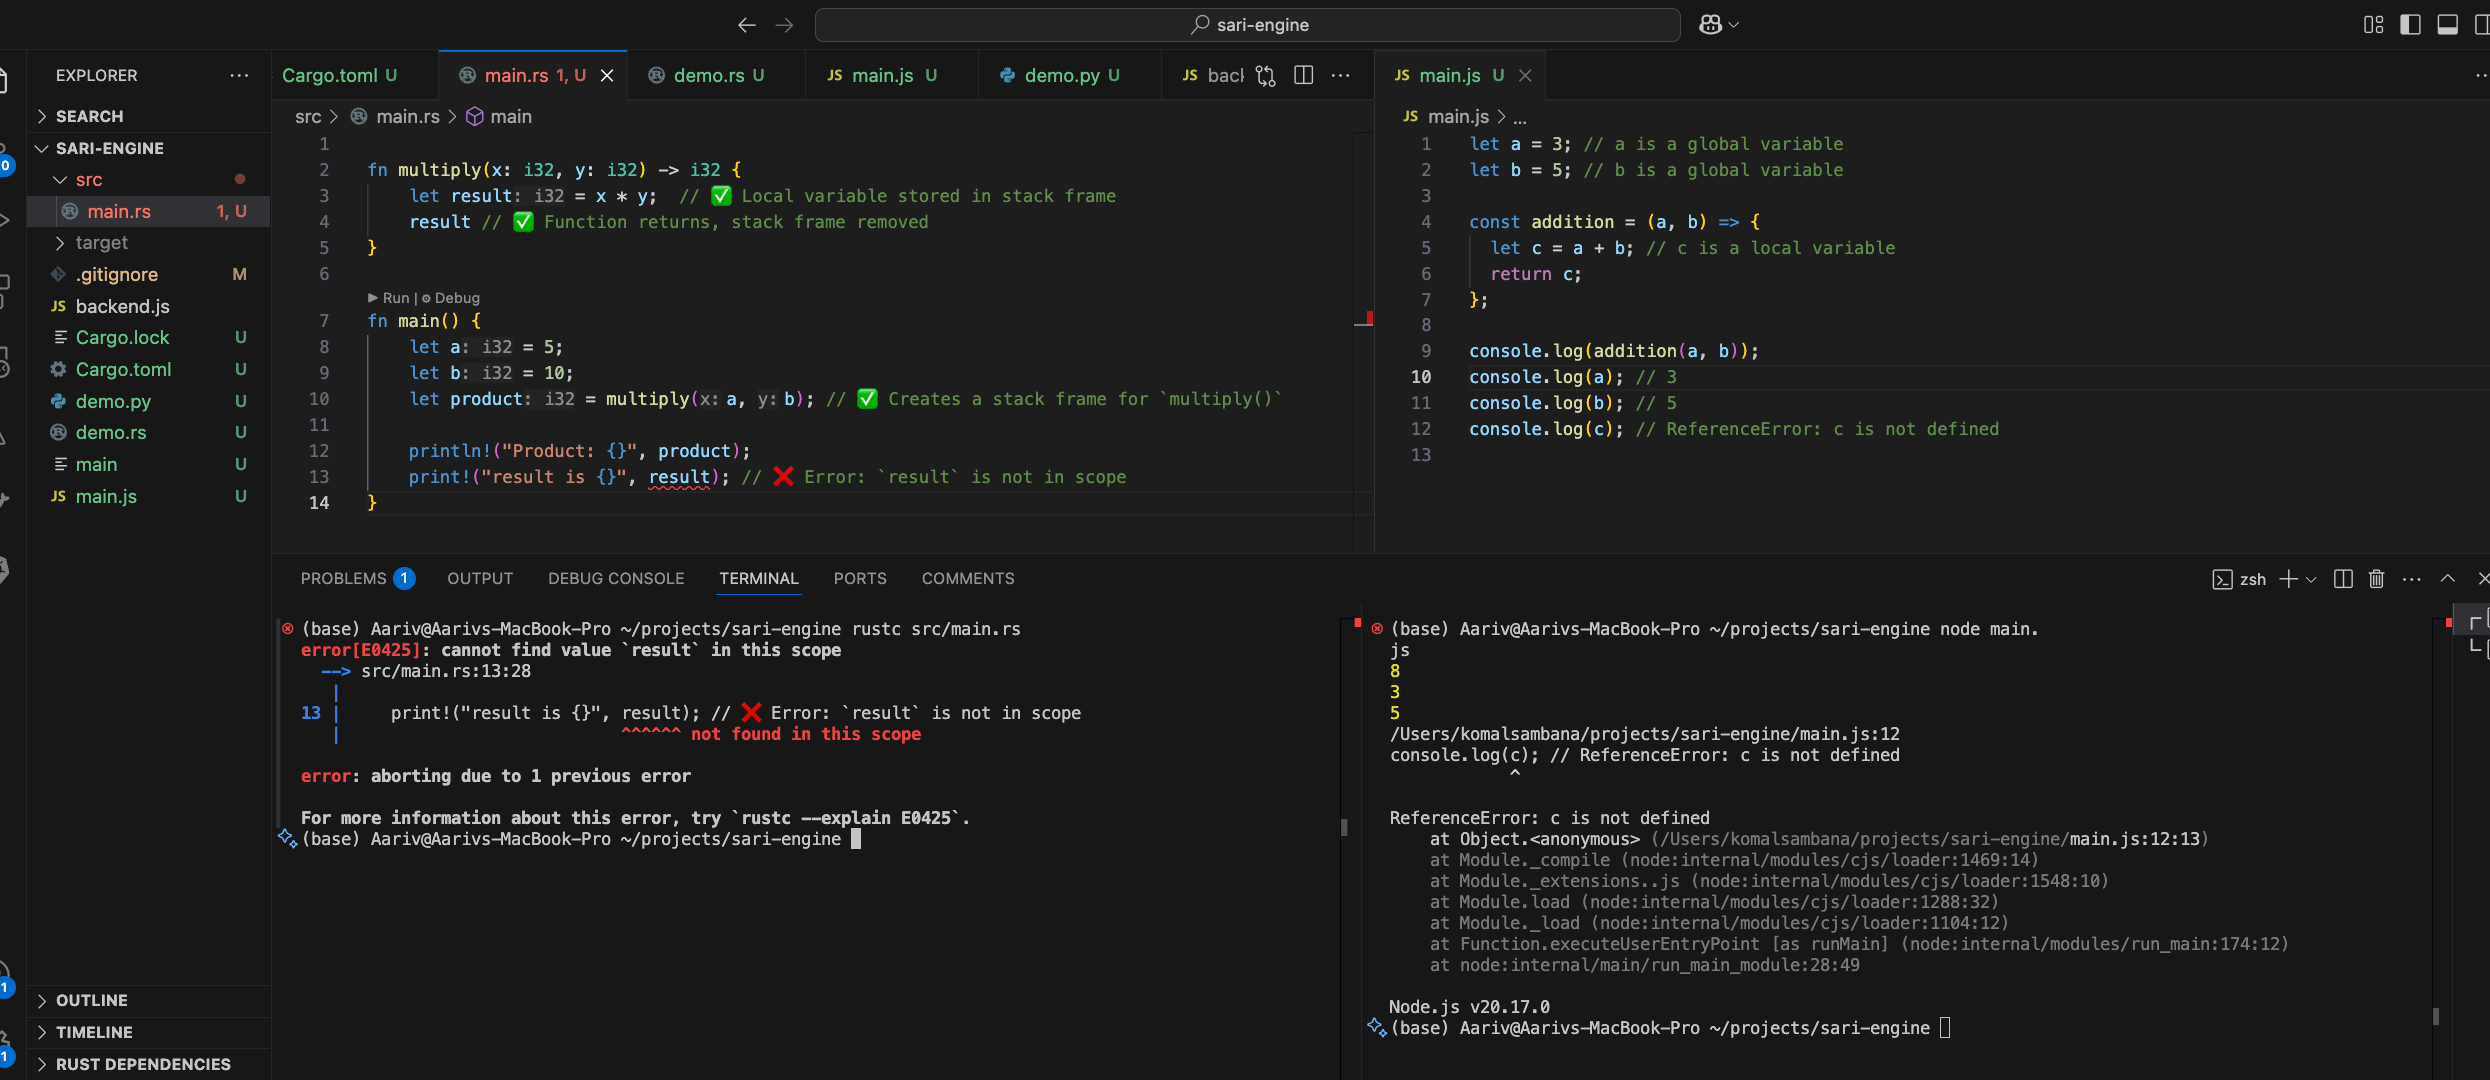 sari-engine
EXPLORER
SEARCH
SARI-ENGINE
src
main.rs 1, U
target
.gitignore M
JS backend.js
Cargo.lock U
Cargo.toml U
demo.py U
demo.rs U
main U
JS main.js U
OUTLINE
TIMELINE
RUST DEPENDENCIES
0
1
1
Cargo.toml U
main.rs 1, U
demo.rs U
JS main.js U
demo.py U
JS back
src > main.rs > main
1
2 fn multiply(x: i32, y: i32) -> i32 {
3 let result: i32 = x * y; // ✅ Local variable stored in stack frame
4 result // ✅ Function returns, stack frame removed
5 }
6
▶ Run | ⚙ Debug
7 fn main() {
8 let a: i32 = 5;
9 let b: i32 = 10;
10 let product: i32 = multiply(x: a, y: b); // ✅ Creates a stack frame for `multiply()`
11
12 println!("Product: {}", product);
13 print!("result is {}", result); // ❌ Error: `result` is not in scope
14 }
JS main.js U
JS main.js > ...
1 let a = 3; // a is a global variable
2 let b = 5; // b is a global variable
3
4 const addition = (a, b) => {
5 let c = a + b; // c is a local variable
6 return c;
7 };
8
9 console.log(addition(a, b));
10 console.log(a); // 3
11 console.log(b); // 5
12 console.log(c); // ReferenceError: c is not defined
13
PROBLEMS 1 OUTPUT DEBUG CONSOLE TERMINAL PORTS COMMENTS
zsh
(base) Aariv@Aarivs-MacBook-Pro ~/projects/sari-engine rustc src/main.rs
error[E0425]: cannot find value `result` in this scope
--> src/main.rs:13:28
|
13 | print!("result is {}", result); // ❌ Error: `result` is not in scope
| ^^^^^^ not found in this scope
error: aborting due to 1 previous error
For more information about this error, try `rustc --explain E0425`.
(base) Aariv@Aarivs-MacBook-Pro ~/projects/sari-engine
(base) Aariv@Aarivs-MacBook-Pro ~/projects/sari-engine node main.
js
8
3
5
/Users/komalsambana/projects/sari-engine/main.js:12
console.log(c); // ReferenceError: c is not defined
^
ReferenceError: c is not defined
at Object.<anonymous> (/Users/komalsambana/projects/sari-engine/main.js:12:13)
at Module._compile (node:internal/modules/cjs/loader:1469:14)
at Module._extensions..js (node:internal/modules/cjs/loader:1548:10)
at Module.load (node:internal/modules/cjs/loader:1288:32)
at Module._load (node:internal/modules/cjs/loader:1104:12)
at Function.executeUserEntryPoint [as runMain] (node:internal/modules/run_main:174:12)
at node:internal/main/run_main_module:28:49
Node.js v20.17.0
(base) Aariv@Aarivs-MacBook-Pro ~/projects/sari-engine